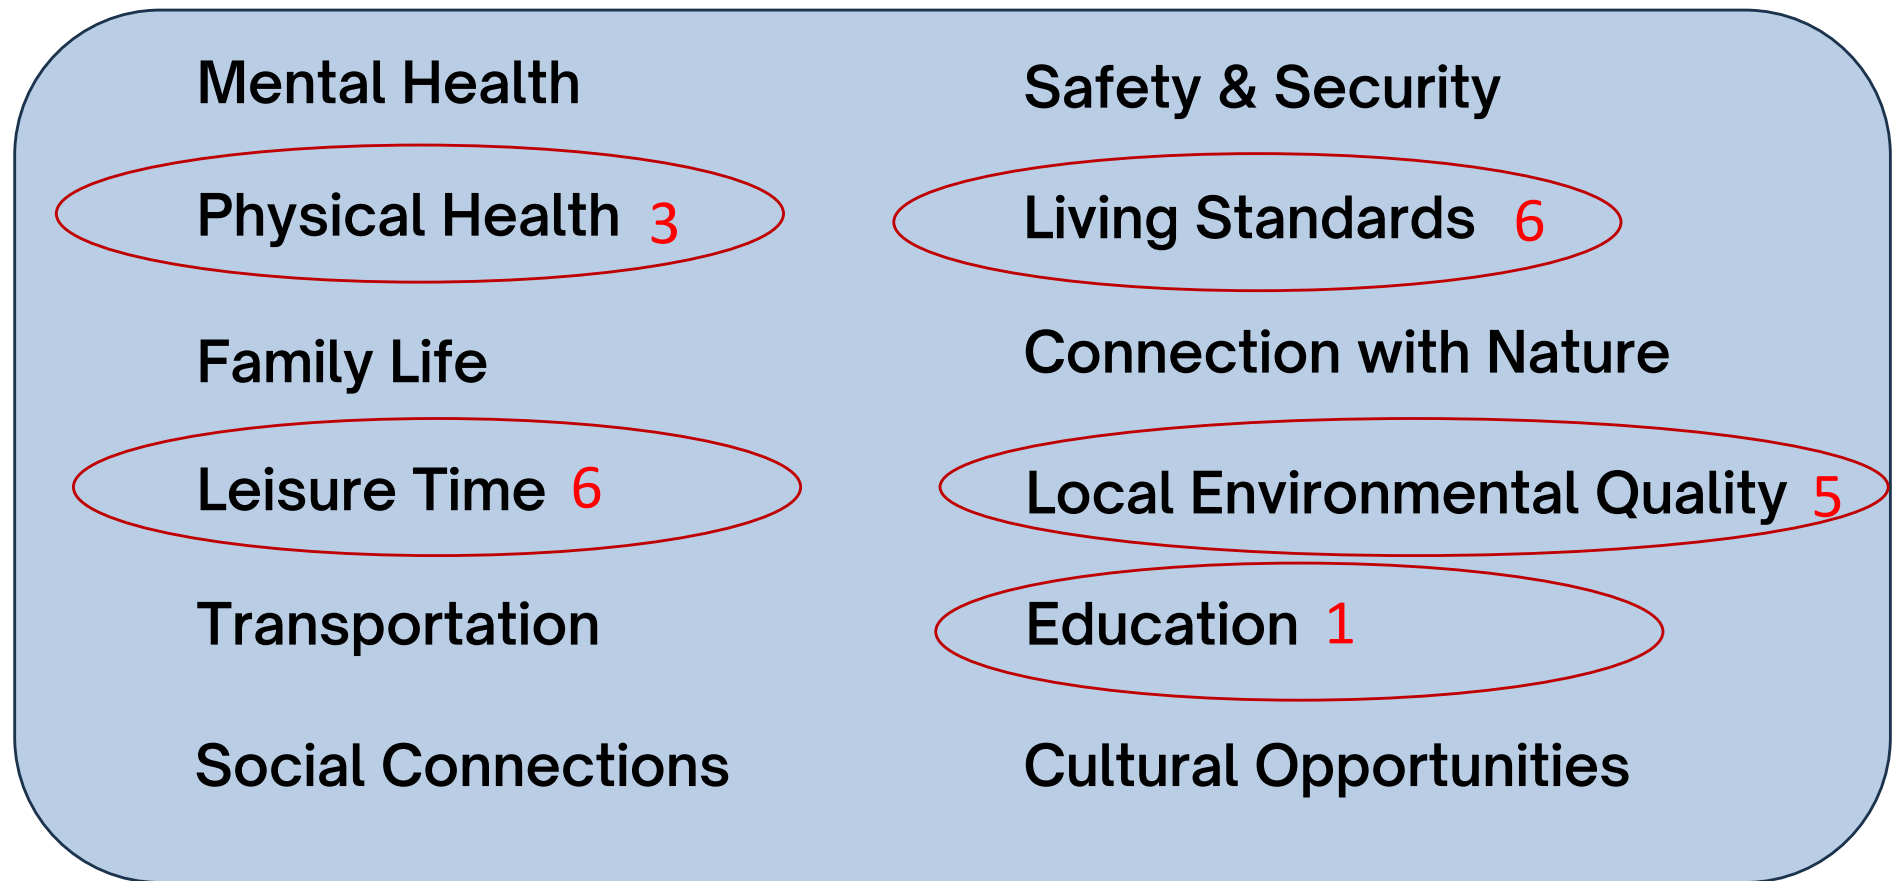 Mental Health
Physical Health 3
Family Life
Leisure Time 6
Transportation
Social Connections
Safety & Security
Living Standards 6
Connection with Nature
Local Environmental Quality 5
Education 1
Cultural Opportunities